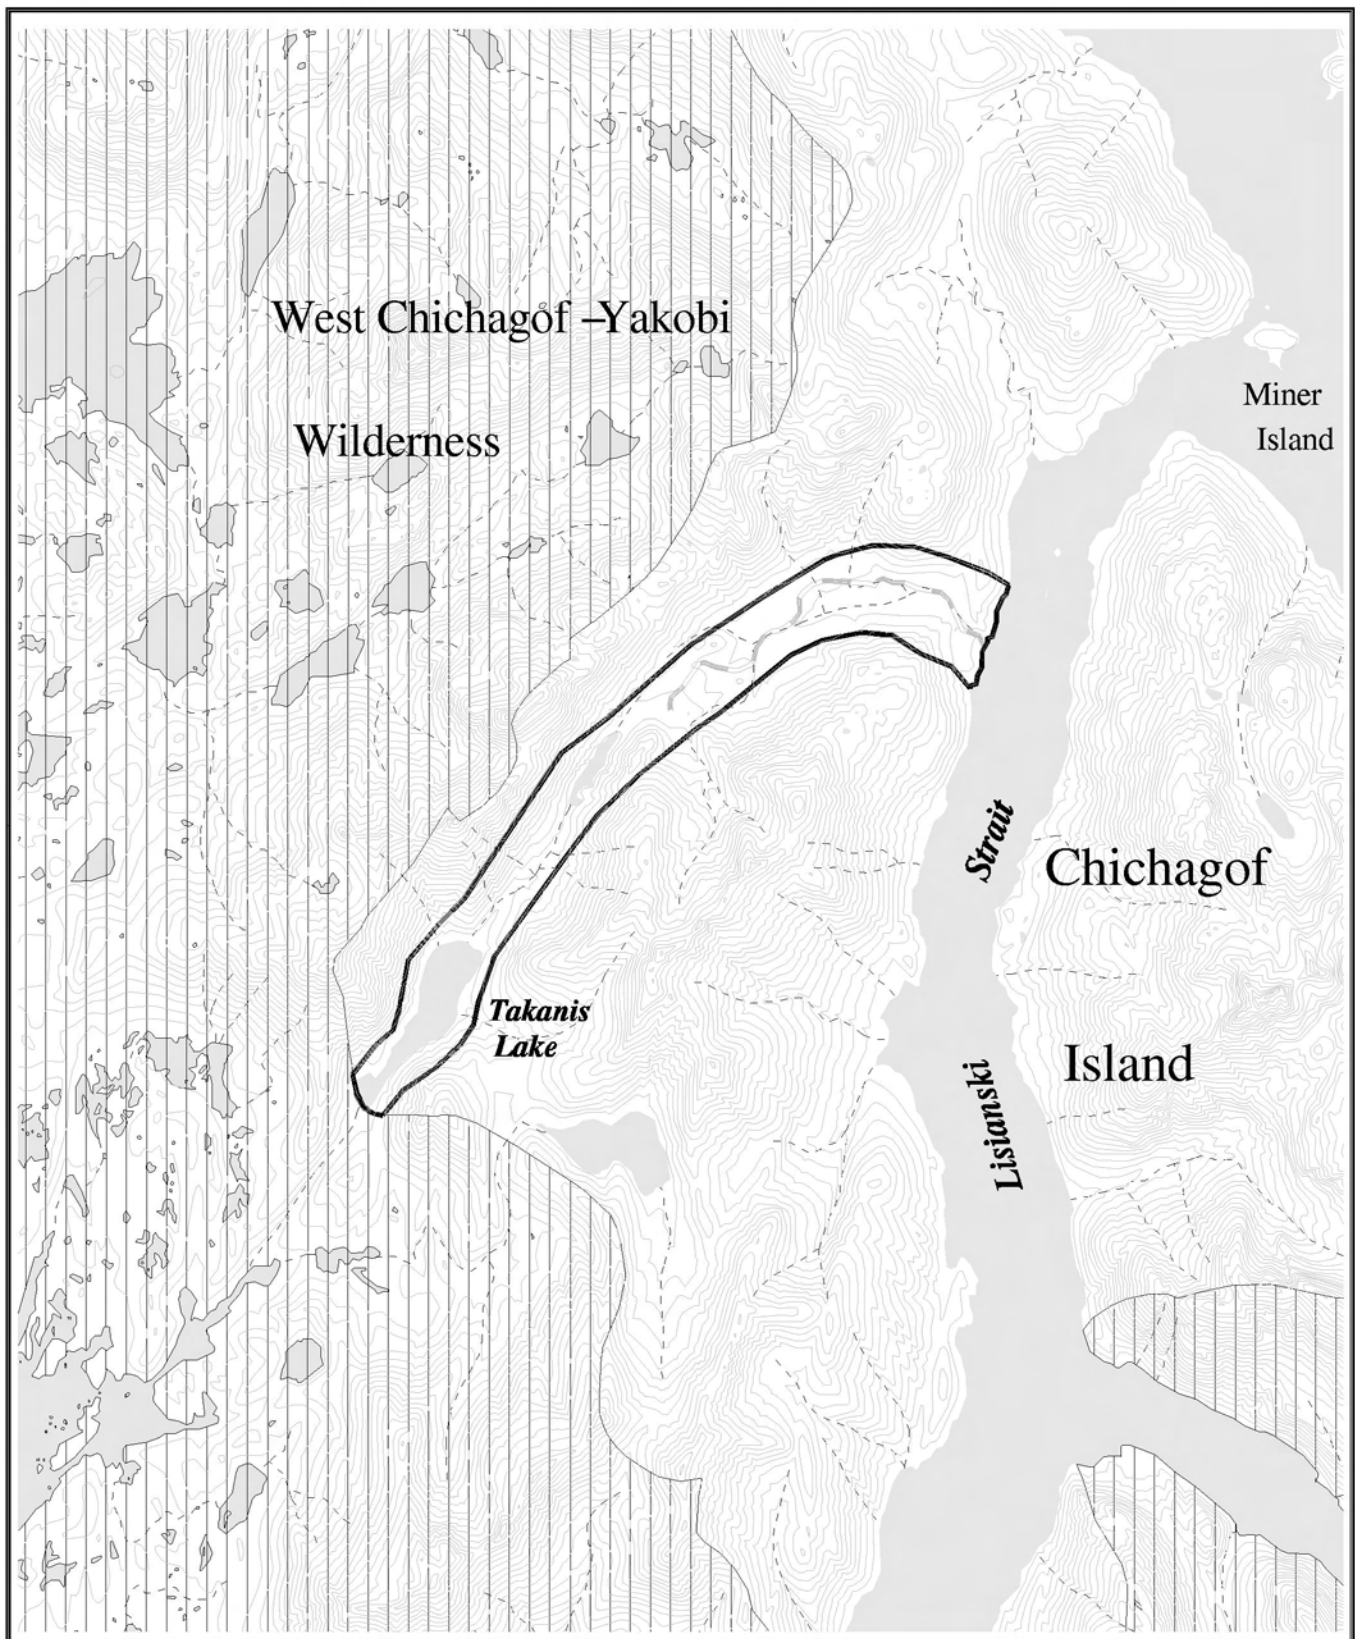 West Chichagof –Yakobi
Wilderness
Miner
Island
Strait
Chichagof
Takanis
Lake
Island
Lisianski